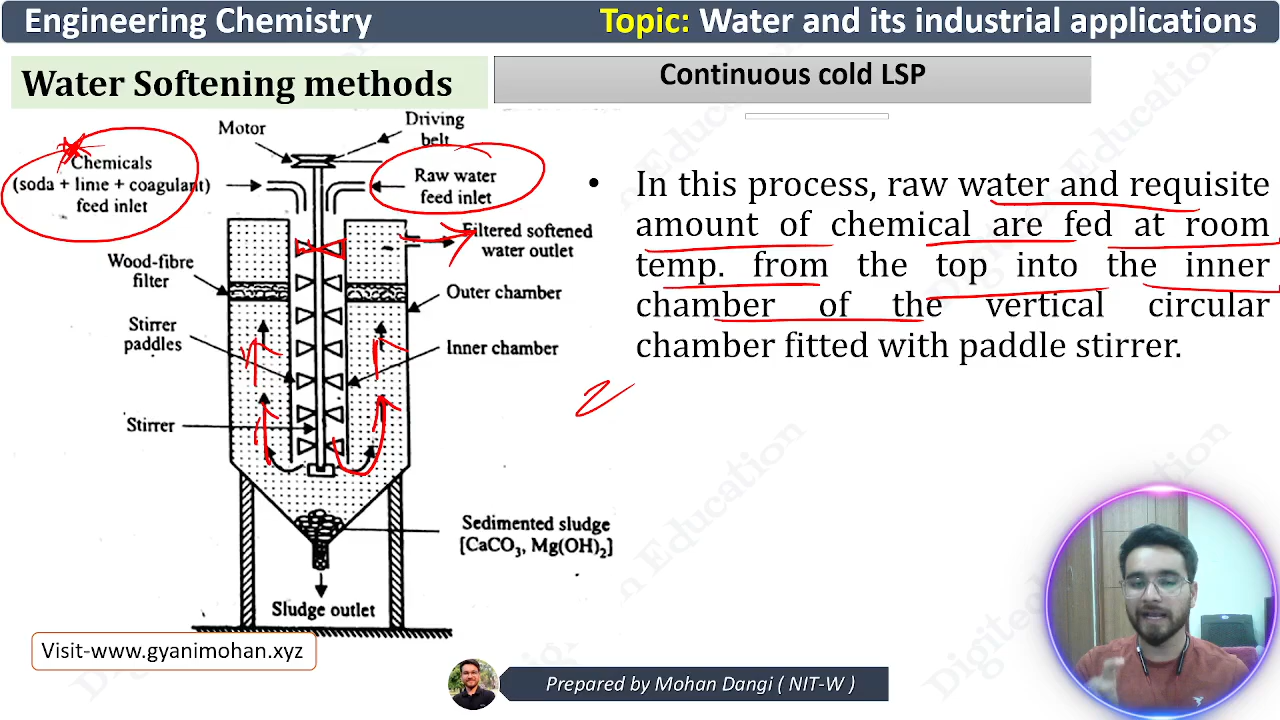 Engineering Chemistry
Topic: Water and its industrial applications
Water Softening methods
Continuous cold LSP
Motor
Driving
belt
Chemicals
(soda + lime + coagulant)
feed inlet
Raw water
feed inlet
Filtered softened
water outlet
Wood-fibre
filter
Outer chamber
Stirrer
paddles
Inner chamber
Stirrer
Sedimented sludge
[CaCO₃, Mg(OH)₂]
Sludge outlet
• In this process, raw water and requisite
amount of chemical are fed at room
temp. from the top into the inner
chamber of the vertical circular
chamber fitted with paddle stirrer.
Visit-www.gyanimohan.xyz
Prepared by Mohan Dangi ( NIT-W )